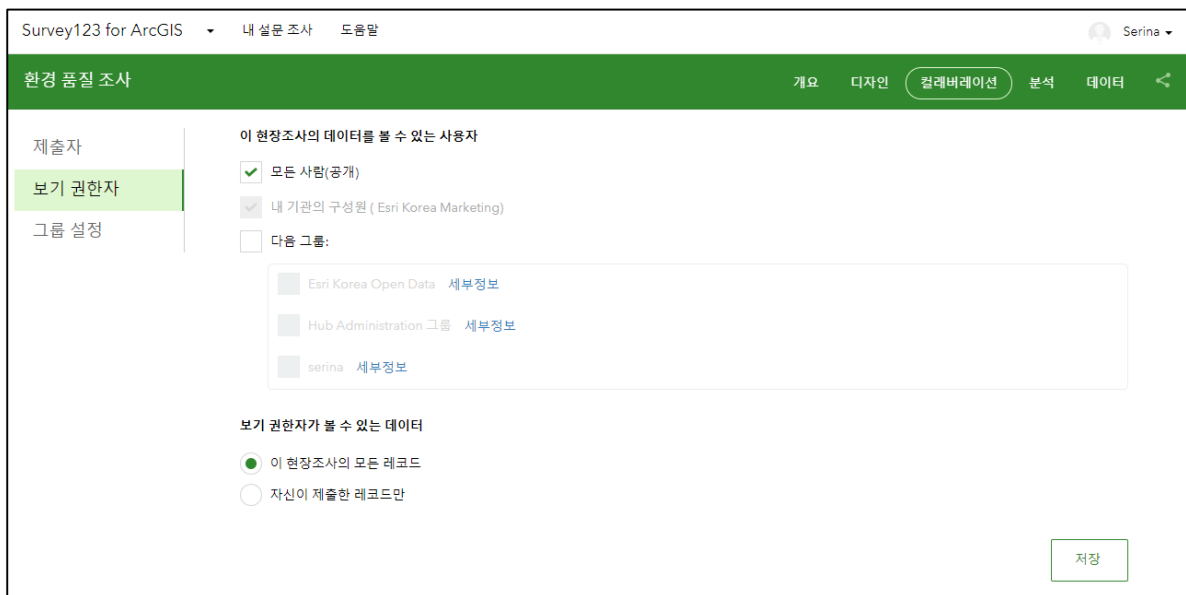 Survey123 for ArcGIS 내 설문 조사 도움말 Serina
환경 품질 조사 개요 디자인 컬래버레이션 분석 데이터
제출자
보기 권한자
그룹 설정
이 현장조사의 데이터를 볼 수 있는 사용자
모든 사람(공개)
내 기관의 구성원 ( Esri Korea Marketing)
다음 그룹:
Esri Korea Open Data 세부정보
Hub Administration 그룹 세부정보
serina 세부정보
보기 권한자가 볼 수 있는 데이터
이 현장조사의 모든 레코드
자신이 제출한 레코드만
저장